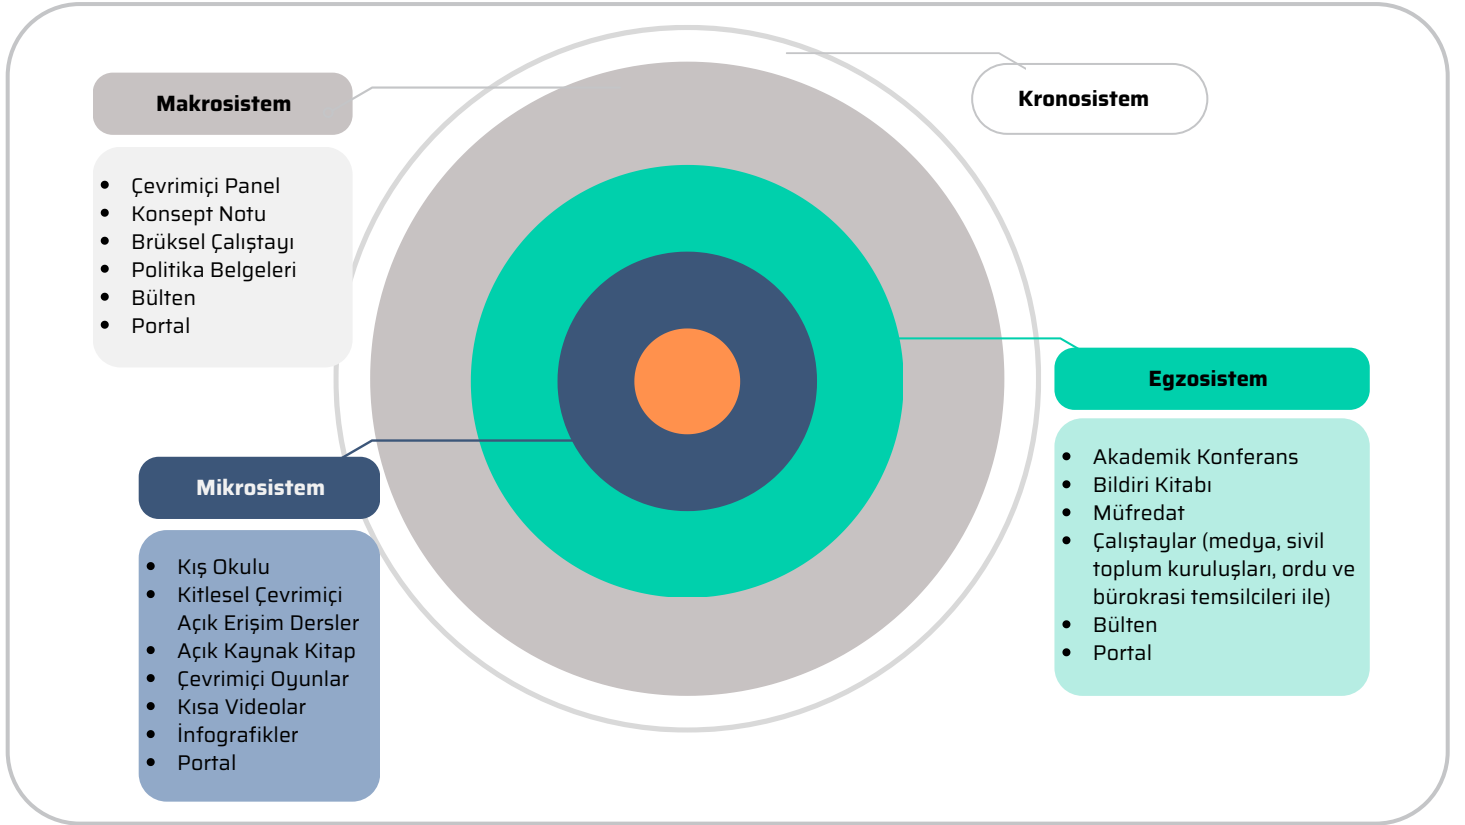 Makrosistem
• Çevrimiçi Panel
• Konsept Notu
• Brüksel Çalıştayı
• Politika Belgeleri
• Bülten
• Portal
Kronosistem
Egzosistem
• Akademik Konferans
• Bildiri Kitabı
• Müfredat
• Çalıştaylar (medya, sivil
toplum kuruluşları, ordu ve
bürokrasi temsilcileri ile)
• Bülten
• Portal
Mikrosistem
• Kış Okulu
• Kitlesel Çevrimiçi
Açık Erişim Dersler
• Açık Kaynak Kitap
• Çevrimiçi Oyunlar
• Kısa Videolar
• İnfografikler
• Portal